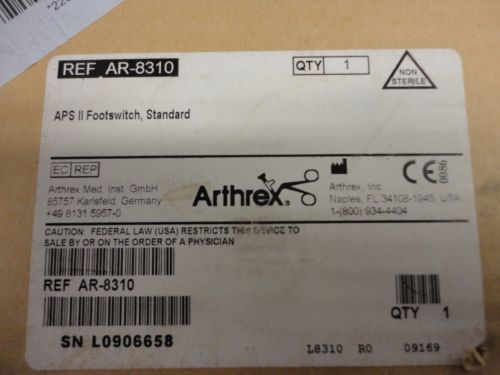 REF AR-8310
QTY 1
NON
STERILE
APS II Footswitch, Standard
EC REP
Arthrex Med. Inst. GmbH
85757 Karlsfeld, Germany
+49 8131 5957-0
Arthrex®
Arthrex, Inc.
Naples, FL 34108-1945, USA
1-(800) 934-4404
CE 0086
CAUTION: FEDERAL LAW (USA) RESTRICTS THIS DEVICE TO
SALE BY OR ON THE ORDER OF A PHYSICIAN
REF AR-8310
QTY 1
SN L0906658
L8310 R0 09169